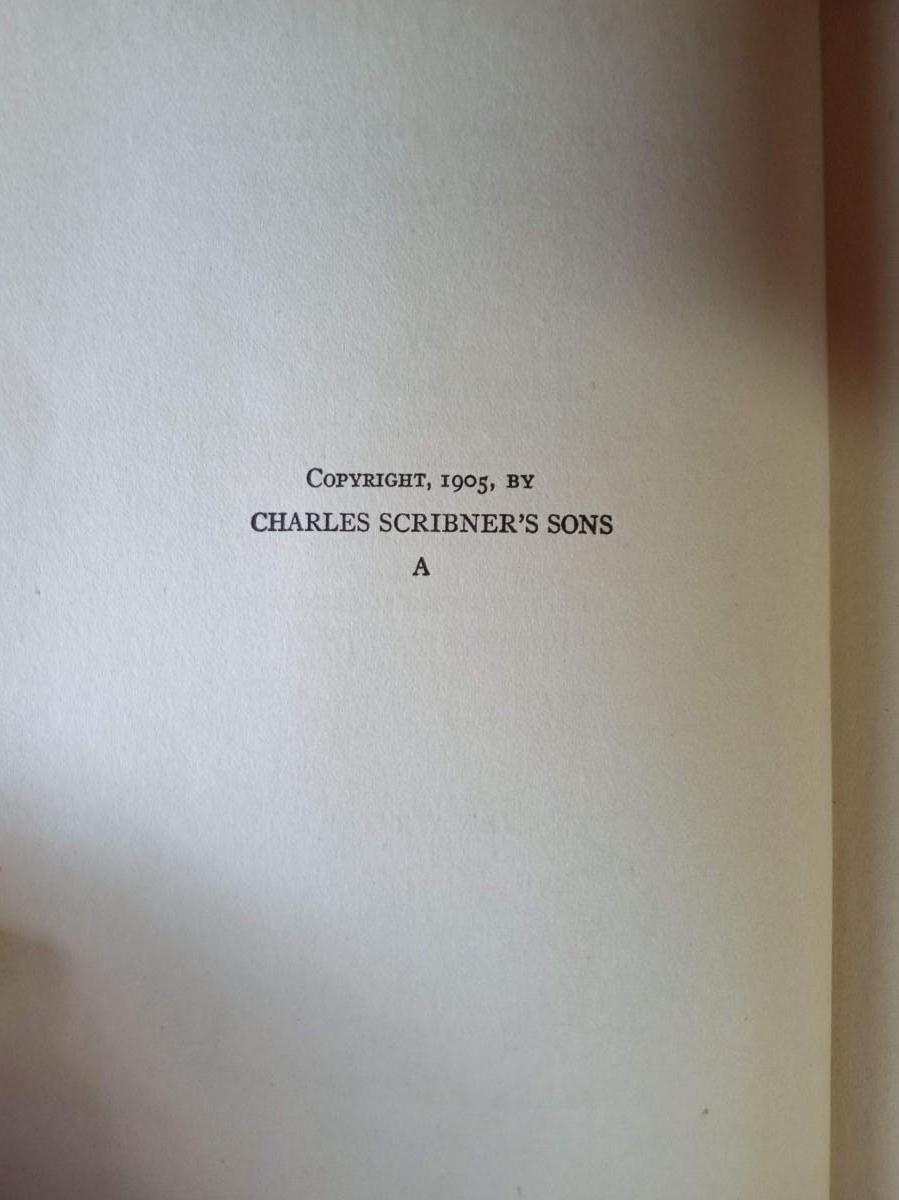 Copyright, 1905, by
CHARLES SCRIBNER'S SONS
A